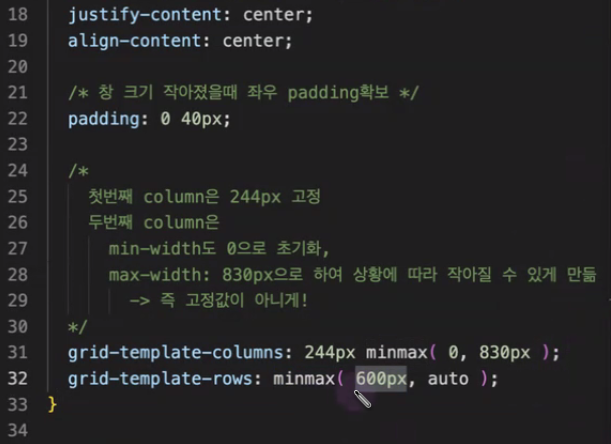 18 justify-content: center;
19 align-content: center;
20
21 /* 창 크기 작아졌을때 좌우 padding확보 */
22 padding: 0 40px;
23
24 /*
25 첫번째 column은 244px 고정
26 두번째 column은
27 min-width도 0으로 초기화,
28 max-width: 830px으로 하여 상황에 따라 작아질 수 있게 만듦
29 -> 즉 고정값이 아니게!
30 */
31 grid-template-columns: 244px minmax( 0, 830px );
32 grid-template-rows: minmax( 600px, auto );
33 }
34